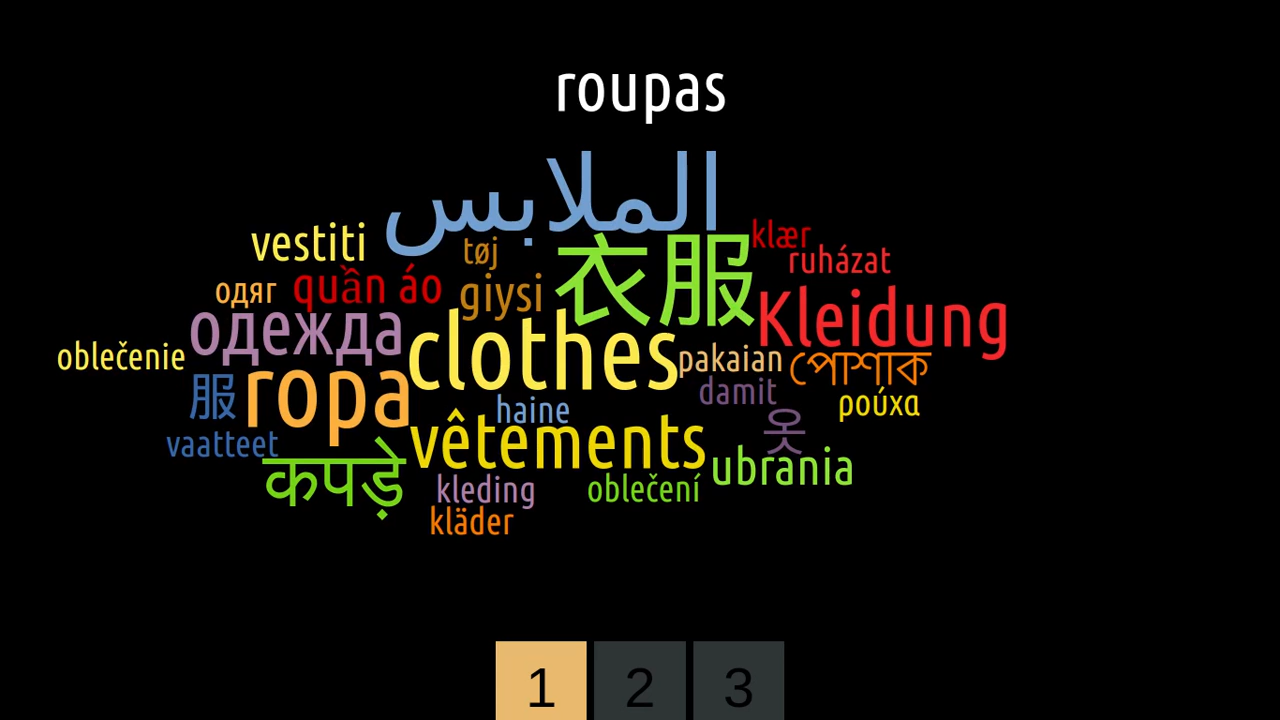 roupas
الملابس
vestiti
klær
tøj
衣服
ruházat
quần áo
одяг
giysi
Kleidung
одежда
clothes
oblečenie
pakaian
পোশাক
服
ropa
damit
ρούχα
haine
옷
vaatteet
vêtements
ubrania
कपड़े
kleding
oblečení
kläder
1 2 3